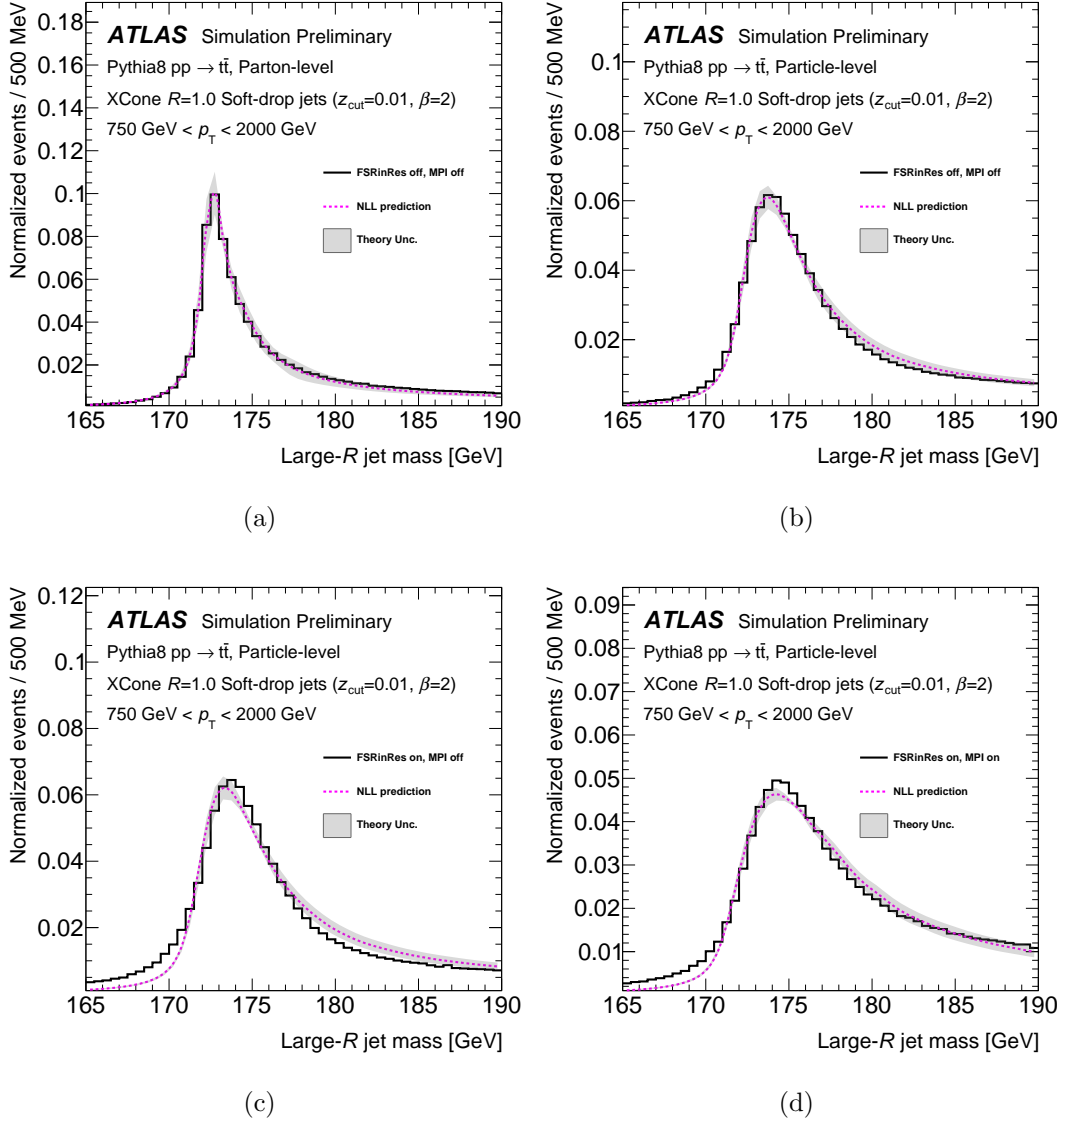 Normalized events / 500 MeV
0.18
0.16
0.14
0.12
0.1
0.08
0.06
0.04
0.02
ATLAS Simulation Preliminary
Pythia8 pp → tt̄, Parton-level
XCone R=1.0 Soft-drop jets (z_cut=0.01, β=2)
750 GeV < p_T < 2000 GeV
FSRinRes off, MPI off
NLL prediction
Theory Unc.
165 170 175 180 185 190
Large-R jet mass [GeV]
(a)
Normalized events / 500 MeV
0.1
0.08
0.06
0.04
0.02
ATLAS Simulation Preliminary
Pythia8 pp → tt̄, Particle-level
XCone R=1.0 Soft-drop jets (z_cut=0.01, β=2)
750 GeV < p_T < 2000 GeV
FSRinRes off, MPI off
NLL prediction
Theory Unc.
165 170 175 180 185 190
Large-R jet mass [GeV]
(b)
Normalized events / 500 MeV
0.12
0.1
0.08
0.06
0.04
0.02
ATLAS Simulation Preliminary
Pythia8 pp → tt̄, Particle-level
XCone R=1.0 Soft-drop jets (z_cut=0.01, β=2)
750 GeV < p_T < 2000 GeV
FSRinRes on, MPI off
NLL prediction
Theory Unc.
165 170 175 180 185 190
Large-R jet mass [GeV]
(c)
Normalized events / 500 MeV
0.09
0.08
0.07
0.06
0.05
0.04
0.03
0.02
0.01
ATLAS Simulation Preliminary
Pythia8 pp → tt̄, Particle-level
XCone R=1.0 Soft-drop jets (z_cut=0.01, β=2)
750 GeV < p_T < 2000 GeV
FSRinRes on, MPI on
NLL prediction
Theory Unc.
165 170 175 180 185 190
Large-R jet mass [GeV]
(d)